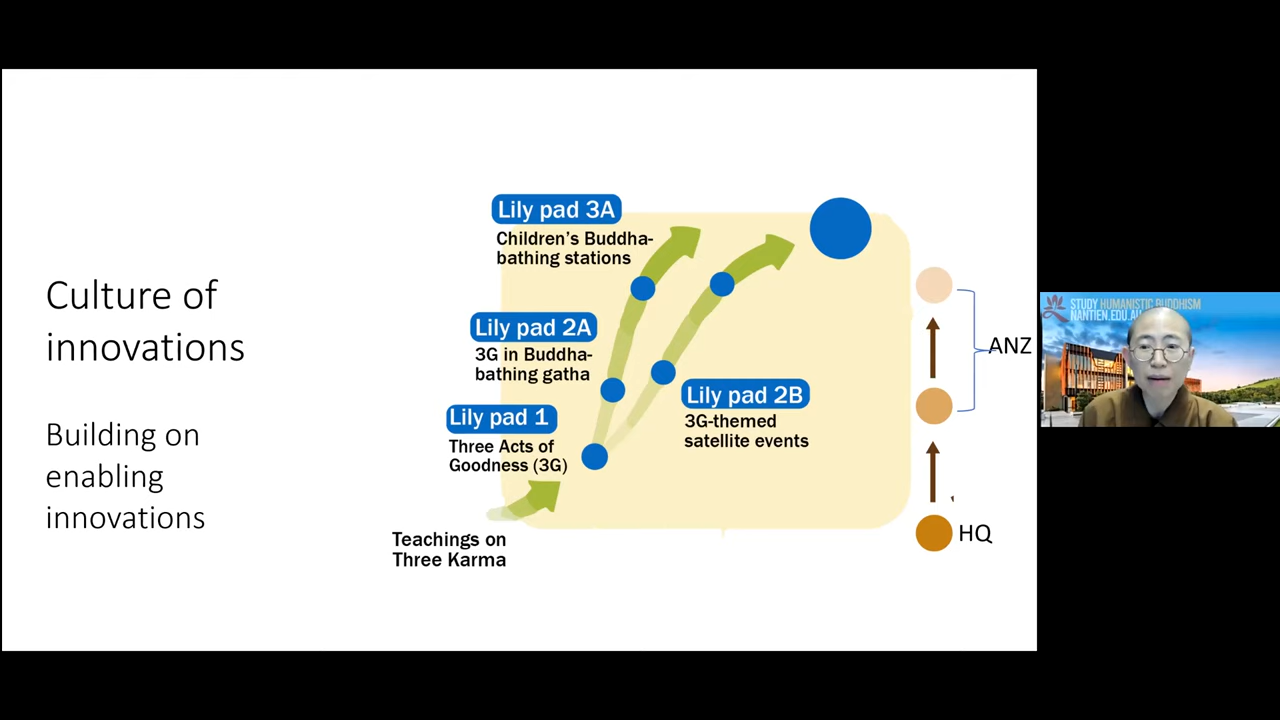 Culture of
innovations
Building on
enabling
innovations
Lily pad 3A
Children’s Buddha-
bathing stations
Lily pad 2A
3G in Buddha-
bathing gatha
Lily pad 1
Three Acts of
Goodness (3G)
Teachings on
Three Karma
Lily pad 2B
3G-themed
satellite events
ANZ
HQ
STUDY HUMANISTIC BUDDHISM
NANTIEN.EDU.AU